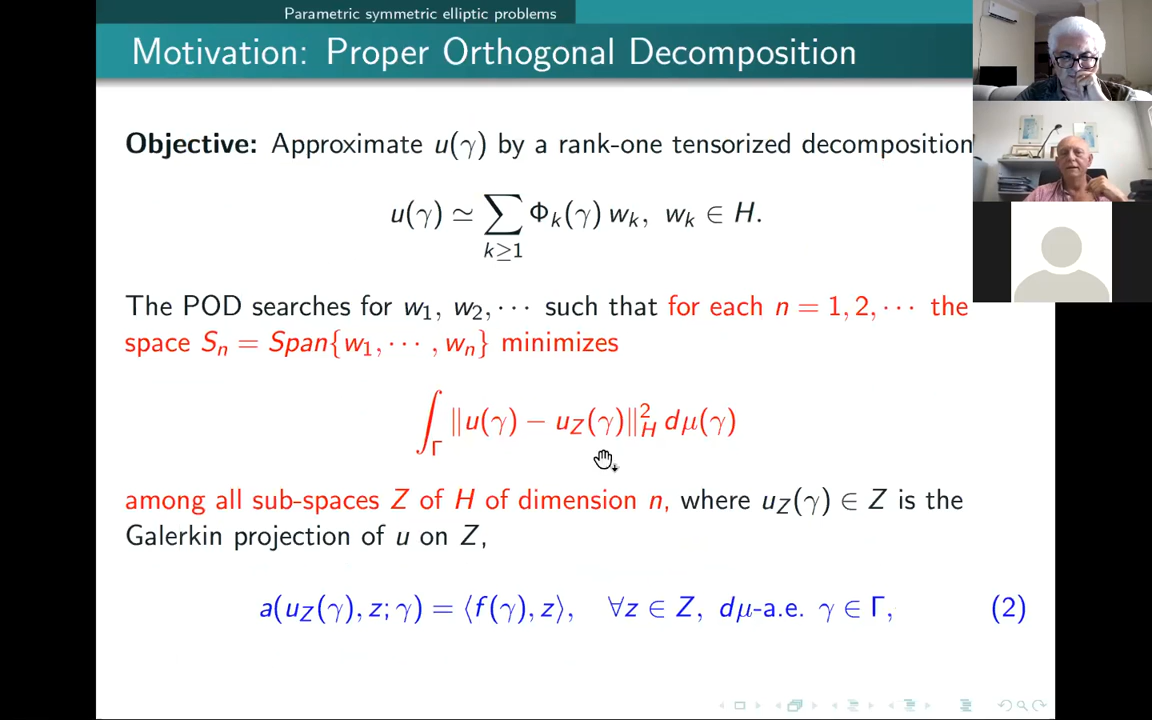 Parametric symmetric elliptic problems
Motivation: Proper Orthogonal Decomposition
Objective: Approximate u(γ) by a rank-one tensorized decomposition
u(γ) ≃ ∑_{k≥1} Φ_k(γ) w_k, w_k ∈ H.
The POD searches for w_1, w_2, ⋯ such that for each n = 1, 2, ⋯ the
space S_n = Span{w_1, ⋯ , w_n} minimizes
∫_Γ ‖u(γ) − u_Z(γ)‖²_H dμ(γ)
among all sub-spaces Z of H of dimension n, where u_Z(γ) ∈ Z is the
Galerkin projection of u on Z,
a(u_Z(γ), z; γ) = ⟨f(γ), z⟩, ∀z ∈ Z, dμ-a.e. γ ∈ Γ, (2)